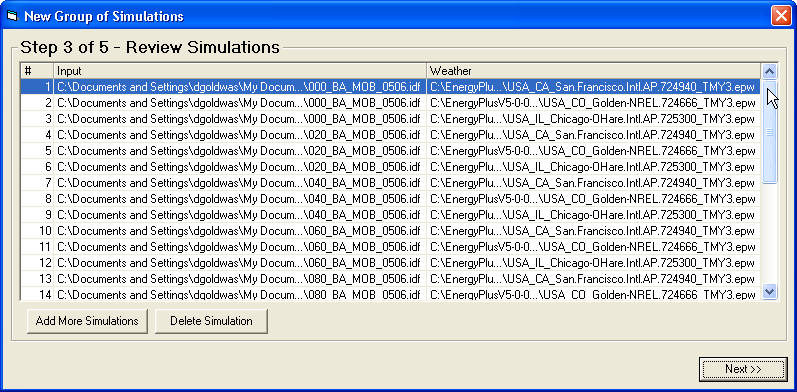 New Group of Simulations
Step 3 of 5 - Review Simulations
# Input Weather
1 C:\Documents and Settings\dgoldwas\My Docum...\000_BA_MOB_0506.idf C:\EnergyPlu...\USA_CA_San.Francisco.Intl.AP.724940_TMY3.epw
2 C:\Documents and Settings\dgoldwas\My Docum...\000_BA_MOB_0506.idf C:\EnergyPlusV5-0-0...\USA_CO_Golden-NREL.724666_TMY3.epw
3 C:\Documents and Settings\dgoldwas\My Docum...\000_BA_MOB_0506.idf C:\EnergyPlu...\USA_IL_Chicago-OHare.Intl.AP.725300_TMY3.epw
4 C:\Documents and Settings\dgoldwas\My Docum...\020_BA_MOB_0506.idf C:\EnergyPlu...\USA_CA_San.Francisco.Intl.AP.724940_TMY3.epw
5 C:\Documents and Settings\dgoldwas\My Docum...\020_BA_MOB_0506.idf C:\EnergyPlusV5-0-0...\USA_CO_Golden-NREL.724666_TMY3.epw
6 C:\Documents and Settings\dgoldwas\My Docum...\020_BA_MOB_0506.idf C:\EnergyPlu...\USA_IL_Chicago-OHare.Intl.AP.725300_TMY3.epw
7 C:\Documents and Settings\dgoldwas\My Docum...\040_BA_MOB_0506.idf C:\EnergyPlu...\USA_CA_San.Francisco.Intl.AP.724940_TMY3.epw
8 C:\Documents and Settings\dgoldwas\My Docum...\040_BA_MOB_0506.idf C:\EnergyPlusV5-0-0...\USA_CO_Golden-NREL.724666_TMY3.epw
9 C:\Documents and Settings\dgoldwas\My Docum...\040_BA_MOB_0506.idf C:\EnergyPlu...\USA_IL_Chicago-OHare.Intl.AP.725300_TMY3.epw
10 C:\Documents and Settings\dgoldwas\My Docum...\060_BA_MOB_0506.idf C:\EnergyPlu...\USA_CA_San.Francisco.Intl.AP.724940_TMY3.epw
11 C:\Documents and Settings\dgoldwas\My Docum...\060_BA_MOB_0506.idf C:\EnergyPlusV5-0-0...\USA_CO_Golden-NREL.724666_TMY3.epw
12 C:\Documents and Settings\dgoldwas\My Docum...\060_BA_MOB_0506.idf C:\EnergyPlu...\USA_IL_Chicago-OHare.Intl.AP.725300_TMY3.epw
13 C:\Documents and Settings\dgoldwas\My Docum...\080_BA_MOB_0506.idf C:\EnergyPlu...\USA_CA_San.Francisco.Intl.AP.724940_TMY3.epw
14 C:\Documents and Settings\dgoldwas\My Docum...\080_BA_MOB_0506.idf C:\EnergyPlusV5-0-0...\USA_CO_Golden-NREL.724666_TMY3.epw
Add More Simulations Delete Simulation
Next >>